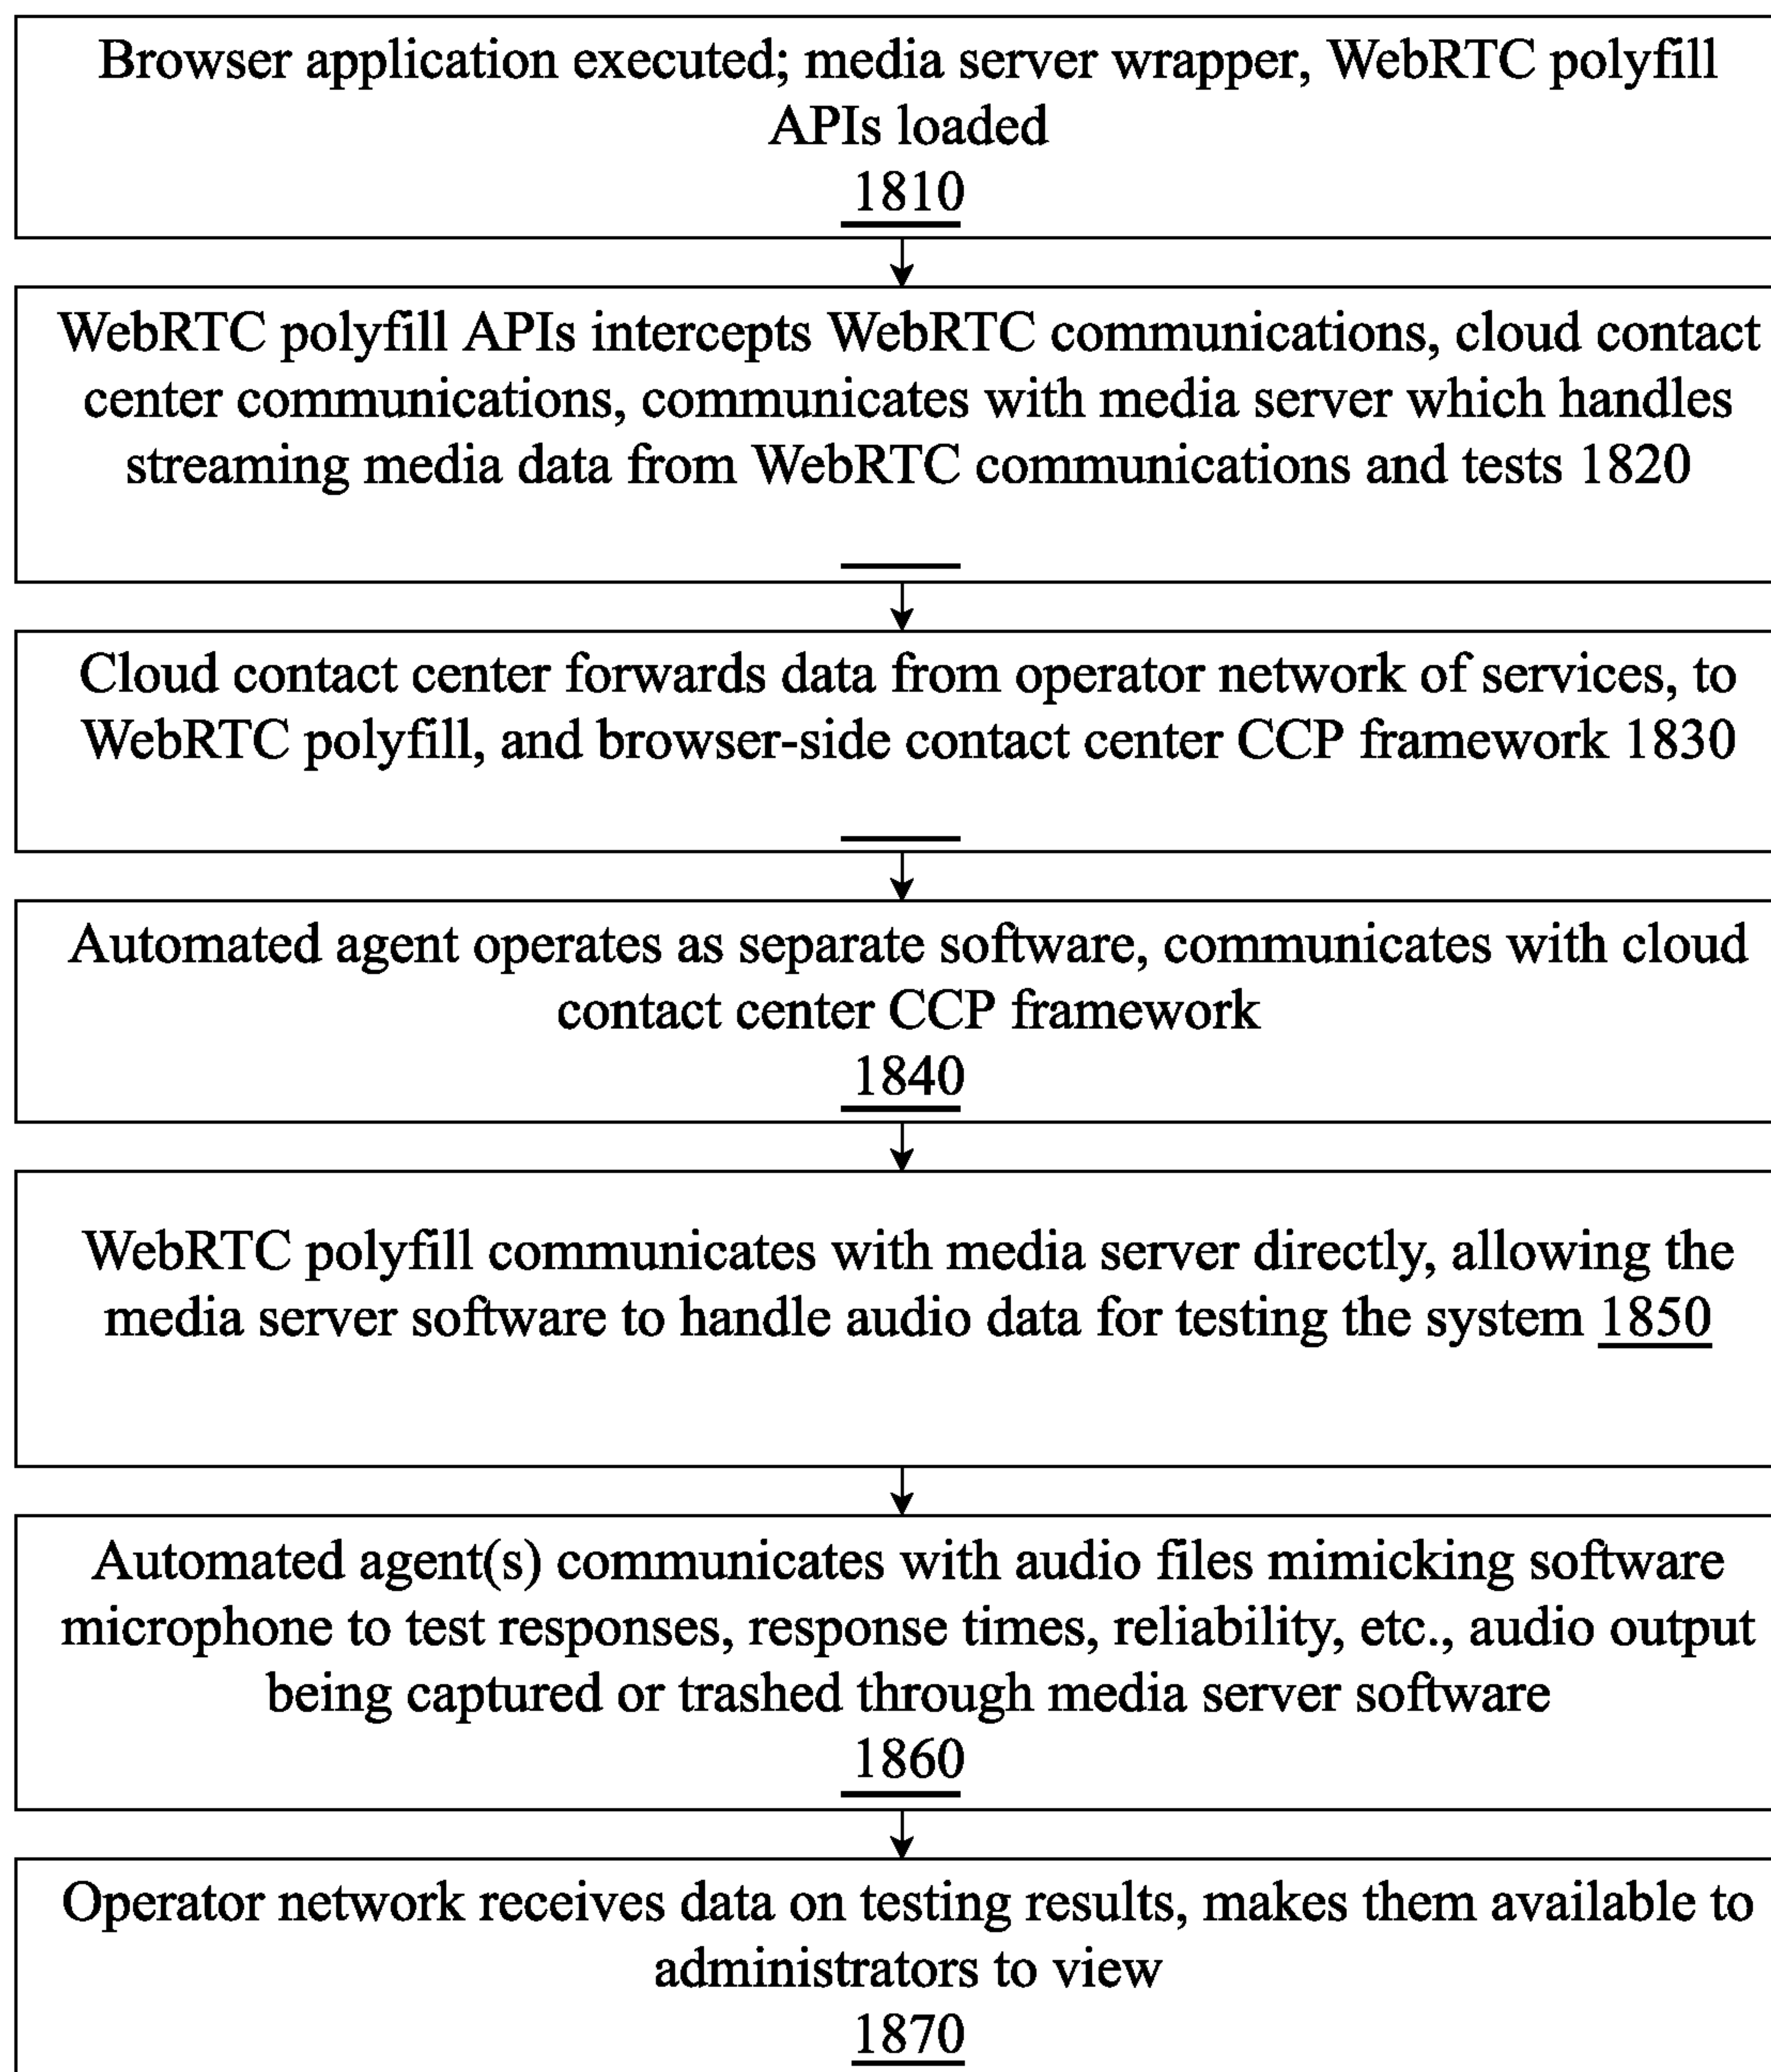 Browser application executed; media server wrapper, WebRTC polyfill
APIs loaded
1810
WebRTC polyfill APIs intercepts WebRTC communications, cloud contact
center communications, communicates with media server which handles
streaming media data from WebRTC communications and tests 1820
Cloud contact center forwards data from operator network of services, to
WebRTC polyfill, and browser-side contact center CCP framework 1830
Automated agent operates as separate software, communicates with cloud
contact center CCP framework
1840
WebRTC polyfill communicates with media server directly, allowing the
media server software to handle audio data for testing the system 1850
Automated agent(s) communicates with audio files mimicking software
microphone to test responses, response times, reliability, etc., audio output
being captured or trashed through media server software
1860
Operator network receives data on testing results, makes them available to
administrators to view
1870